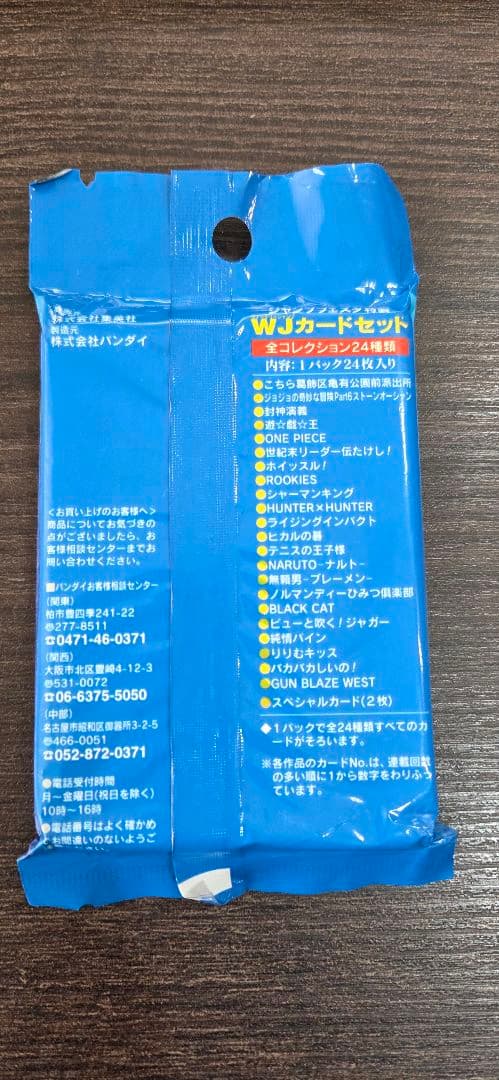 株式会社集英社
製造元
株式会社バンダイ
<お買い上げのお客様へ>
商品についてお気づきの
点がございましたら、お
客様相談センターまでお
問い合わせください。
■バンダイお客様相談センター
(関東)
柏市豊四季241-22
〠277-8511
☎0471-46-0371
(関西)
大阪市北区豊崎4-12-3
〠531-0072
☎06-6375-5050
(中部)
名古屋市昭和区御器所3-2-5
〠466-0051
☎052-872-0371
●電話受付時間
月～金曜日(祝日を除く)
10時～16時
●電話番号はよく確かめ
てお間違いのないようご
ジャンプフェスタ特製
WJカードセット
全コレクション24種類
内容:1パック24枚入り
●こちら葛飾区亀有公園前派出所
●ジョジョの奇妙な冒険Part6ストーンオーシャン
●封神演義
●遊☆戯☆王
●ONE PIECE
●世紀末リーダー伝たけし!
●ホイッスル!
●ROOKIES
●シャーマンキング
●HUNTER×HUNTER
●ライジングインパクト
●ヒカルの碁
●テニスの王子様
●NARUTO-ナルト-
●無頼男-ブレーメン-
●ノルマンディーひみつ倶楽部
●BLACK CAT
●ピューと吹く!ジャガー
●純情パイン
●りりむキッス
●バカバカしいの!
●GUN BLAZE WEST
●スペシャルカード(2枚)
◆1パックで全24種類すべてのカ
ードがそろいます。
※各作品のカードNo.は、連載回数
の多い順に1から数字をわりふっ
ています。